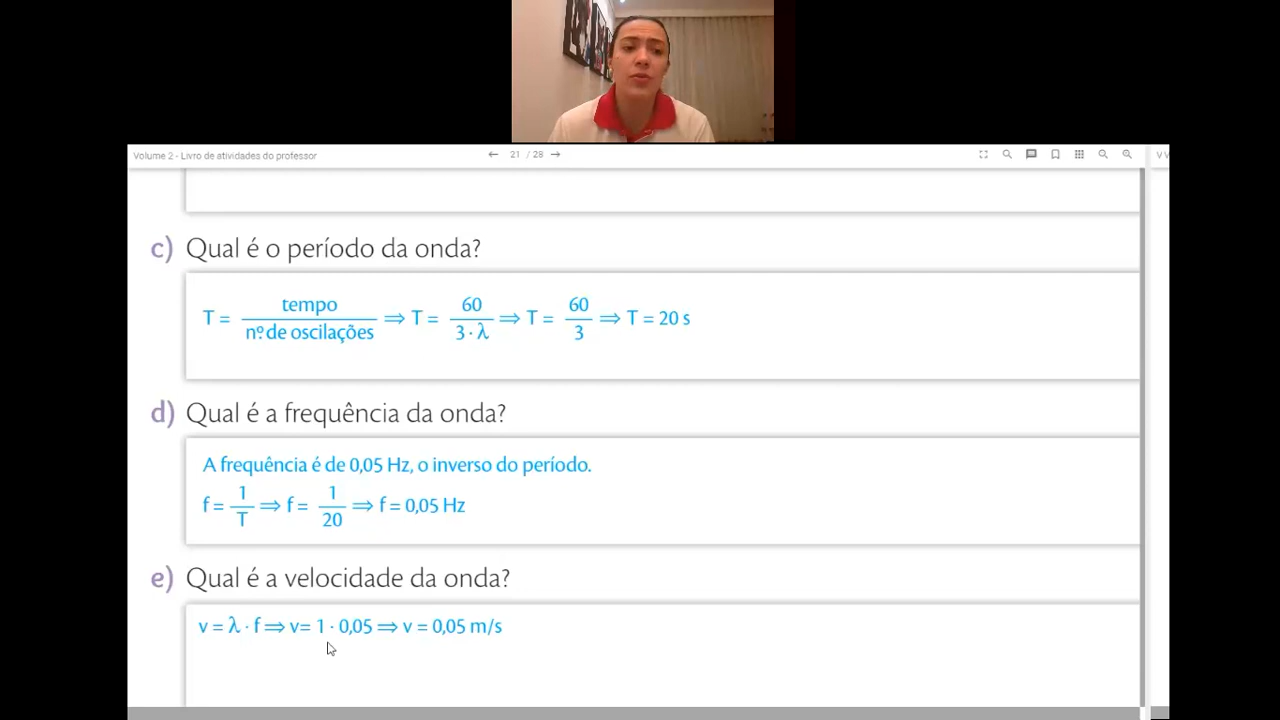 Volume 2 - Livro de atividades do professor
21 / 28
c) Qual é o período da onda?
T = tempo / nº de oscilações ⇒ T = 60 / 3 · λ ⇒ T = 60 / 3 ⇒ T = 20 s
d) Qual é a frequência da onda?
A frequência é de 0,05 Hz, o inverso do período.
f = 1 / T ⇒ f = 1 / 20 ⇒ f = 0,05 Hz
e) Qual é a velocidade da onda?
v = λ · f ⇒ v= 1 · 0,05 ⇒ v = 0,05 m/s